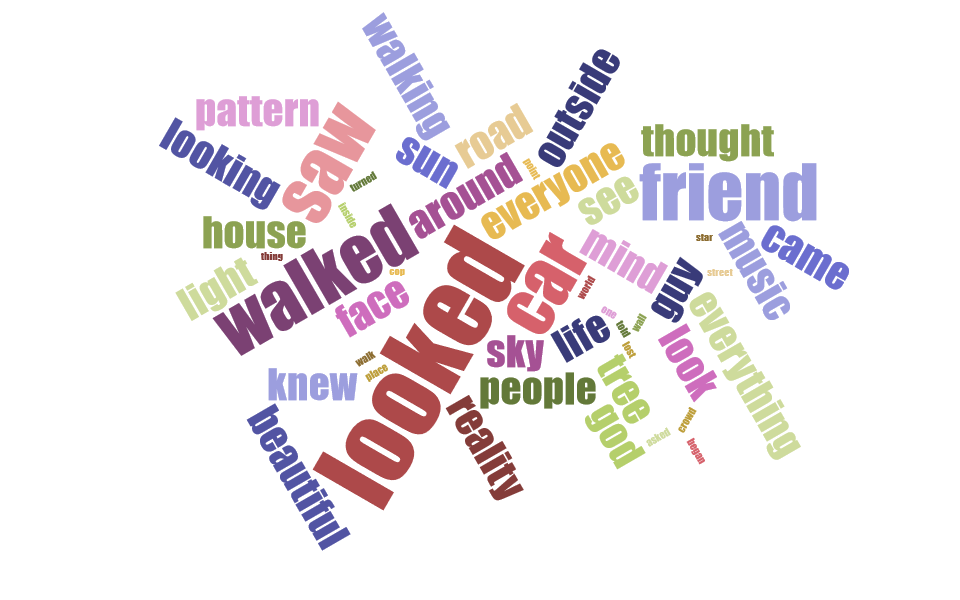 walking
outside
pattern
saw
road
looking
sun
thought
point
turned
around
everyone
see
friend
inside
house
walked
thing
star
music
came
light
cop
face
looked
car
mind
world
guy
street
one
told
wall
life
everything
sky
lost
look
walk
place
knew
people
tree
god
reality
crowd
asked
began
beautiful